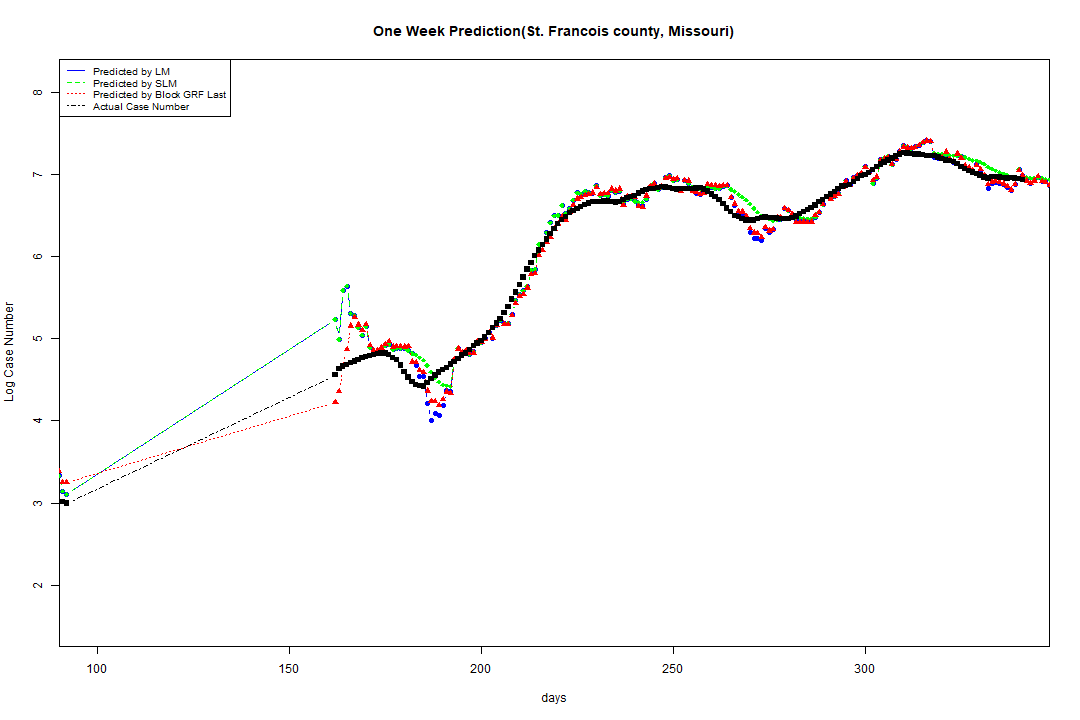 One Week Prediction(St. Francois county, Missouri)
Predicted by LM
Predicted by SLM
Predicted by Block GRF Last
Actual Case Number
8
7
6
5
4
3
2
Log Case Number
100 150 200 250 300
days